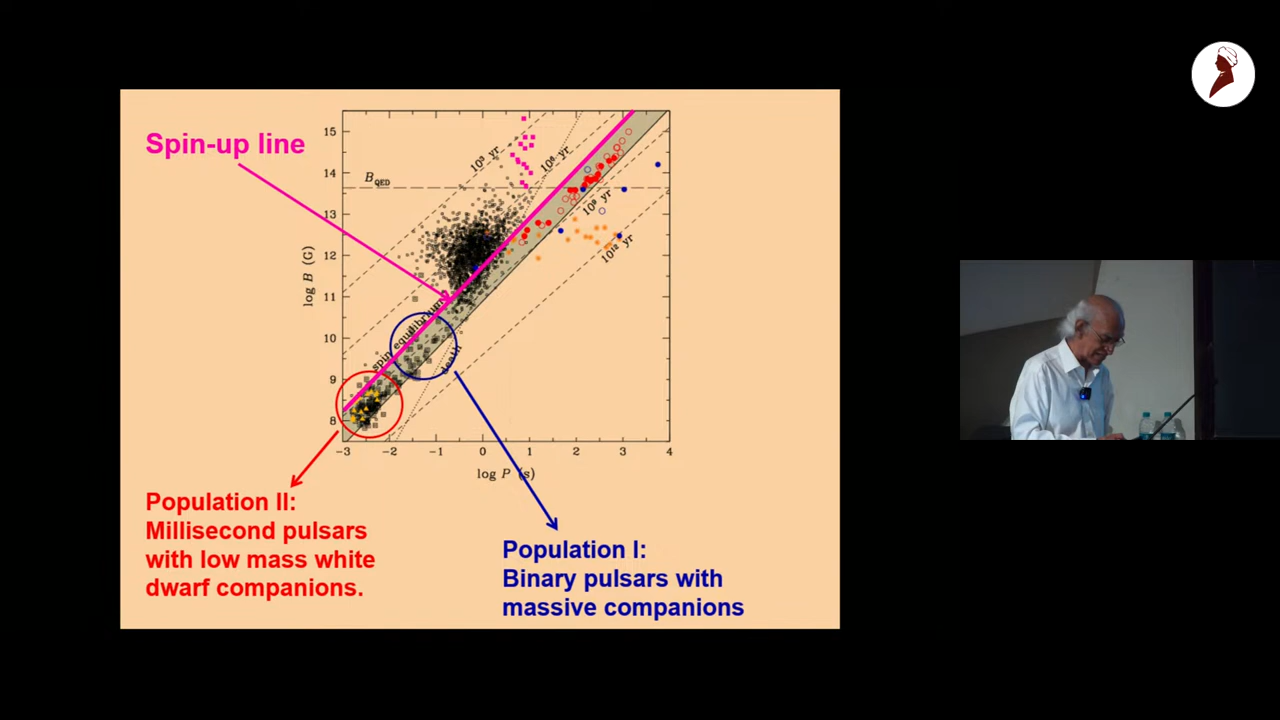 Spin-up line
15
14
13
12
11
10
9
8
log B (G)
B QED
10³ yr
10⁶ yr
10⁹ yr
10¹² yr
spin equilibrium
death
−3 −2 −1 0 1 2 3 4
log P (s)
Population II:
Millisecond pulsars
with low mass white
dwarf companions.
Population I:
Binary pulsars with
massive companions